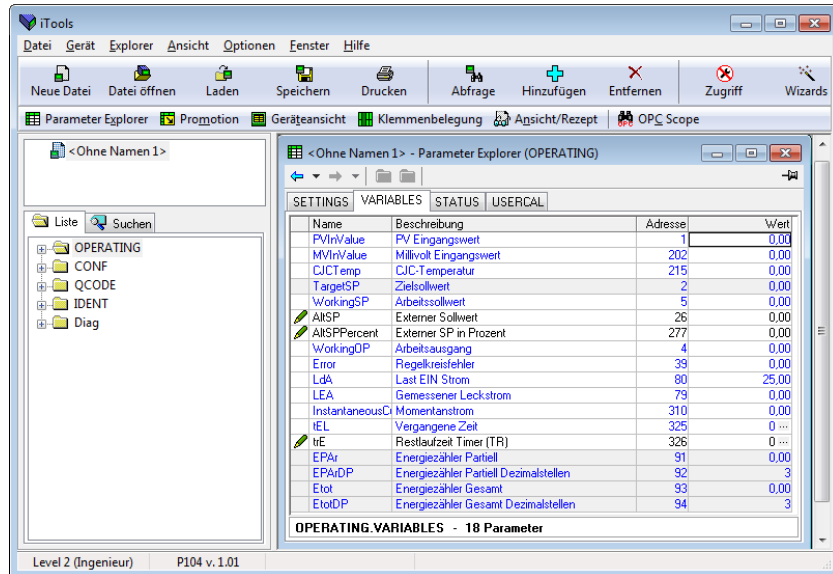 iTools
Datei Gerät Explorer Ansicht Optionen Fenster Hilfe
Neue Datei Datei öffnen Laden Speichern Drucken Abfrage Hinzufügen Entfernen Zugriff Wizards
Parameter Explorer Promotion Geräteansicht Klemmenbelegung Ansicht/Rezept OPC Scope
<Ohne Namen 1>
Liste Suchen
OPERATING
CONF
QCODE
IDENT
Diag
<Ohne Namen 1> - Parameter Explorer (OPERATING)
SETTINGS VARIABLES STATUS USERCAL
Name Beschreibung Adresse Wert
PVInValue PV Eingangswert 1 0,00
MVInValue Millivolt Eingangswert 202 0,00
CJCTemp CJC-Temperatur 215 0,00
TargetSP Zielsollwert 2 0,00
WorkingSP Arbeitssollwert 5 0,00
AltSP Externer Sollwert 26 0,00
AltSPPercent Externer SP in Prozent 277 0,00
WorkingOP Arbeitsausgang 4 0,00
Error Regelkreisfehler 39 0,00
LdA Last EIN Strom 80 25,00
LEA Gemessener Leckstrom 79 0,00
InstantaneousCu Momentanstrom 310 0,00
tEL Vergangene Zeit 325 0 ...
trE Restlaufzeit Timer (TR) 326 0 ...
EPAr Energiezähler Partiell 91 0,00
EPArDP Energiezähler Partiell Dezimalstellen 92 3
Etot Energiezähler Gesamt 93 0,00
EtotDP Energiezähler Gesamt Dezimalstellen 94 3
OPERATING.VARIABLES - 18 Parameter
Level 2 (Ingenieur) P104 v. 1.01